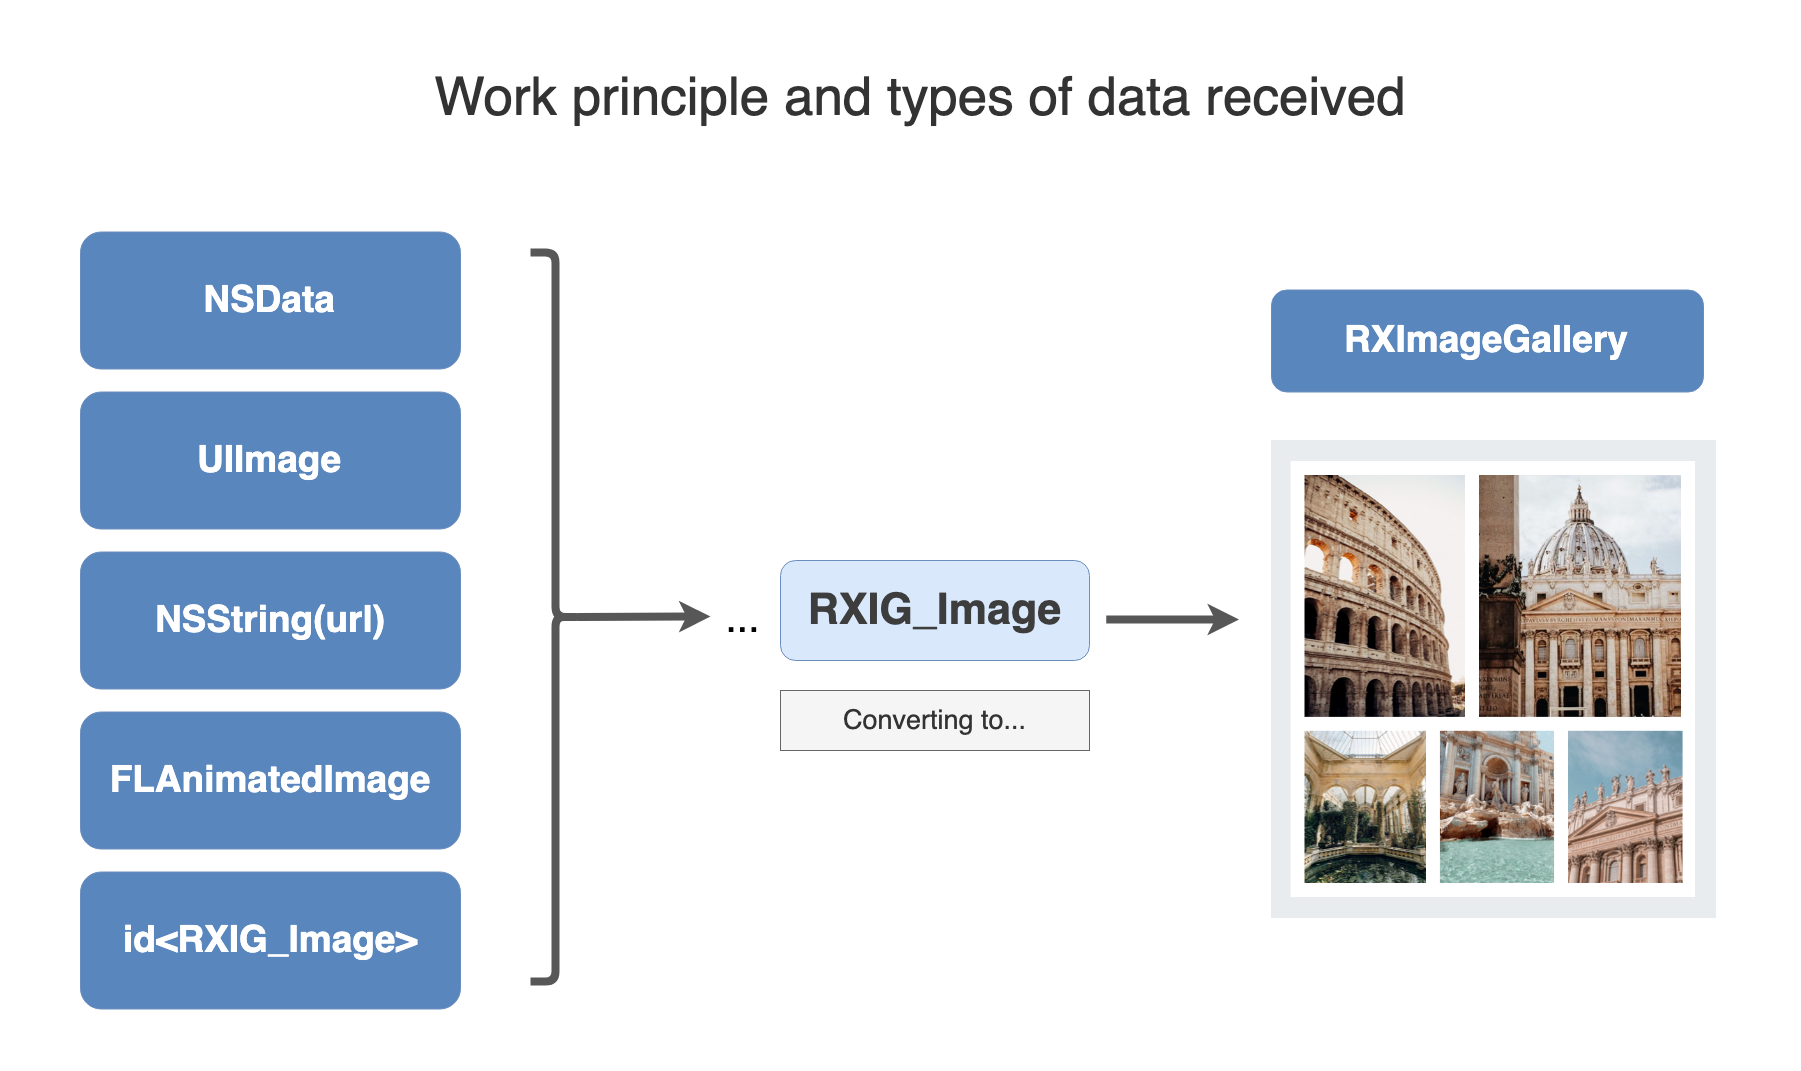 Work principle and types of data received
NSData
UIImage
NSString(url)
FLAnimatedImage
id<RXIG_Image>
...
RXIG_Image
Converting to...
RXImageGallery